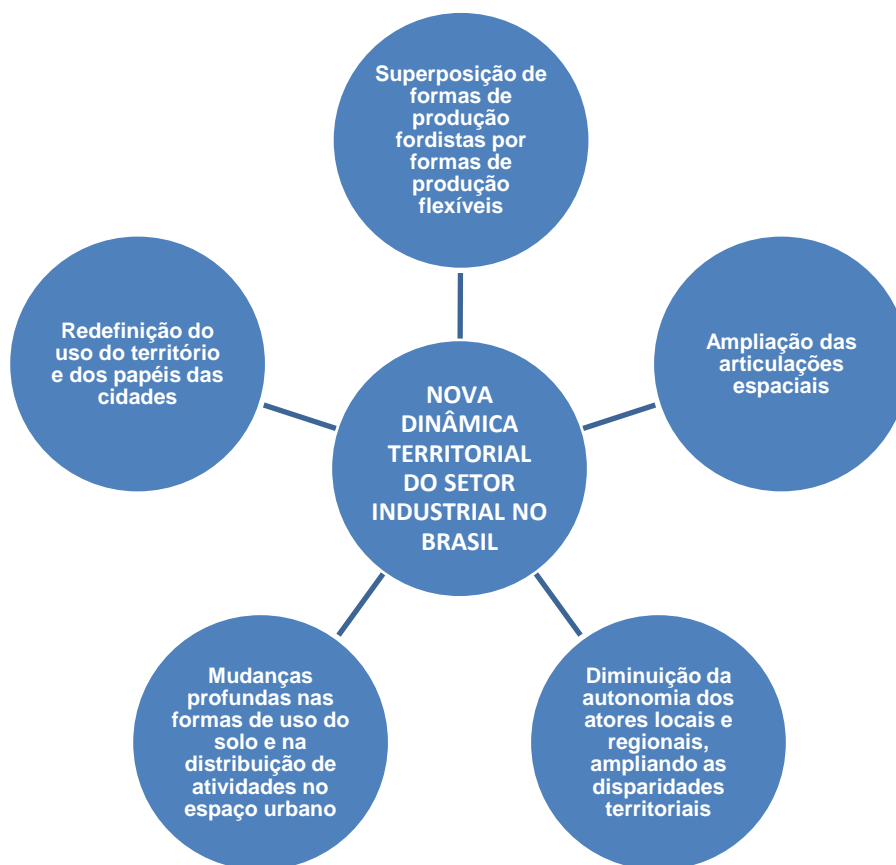 Superposição de
formas de
produção
fordistas por
formas de
produção
flexíveis
Redefinição do
uso do território
e dos papéis das
cidades
Ampliação das
articulações
espaciais
NOVA
DINÂMICA
TERRITORIAL
DO SETOR
INDUSTRIAL NO
BRASIL
Mudanças
profundas nas
formas de uso do
solo e na
distribuição de
atividades no
espaço urbano
Diminuição da
autonomia dos
atores locais e
regionais,
ampliando as
disparidades
territoriais